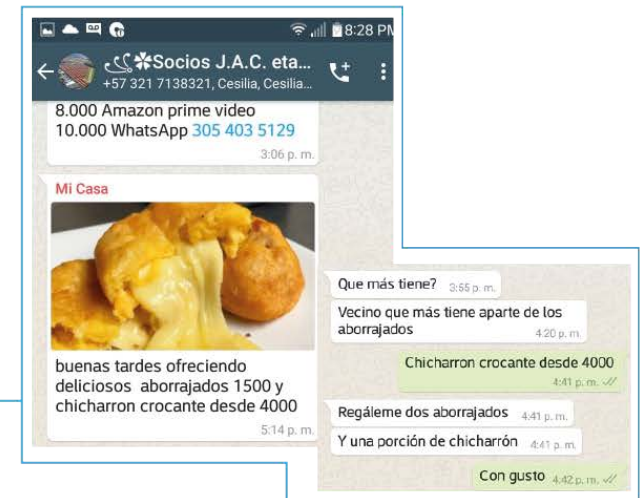 8:28 PM
Socios J.A.C. eta...
+57 321 7138321, Cesilia, Cesilia...
8.000 Amazon prime video
10.000 WhatsApp 305 403 5129
3:06 p. m.
Mi Casa
buenas tardes ofreciendo
deliciosos aborrajados 1500 y
chicharron crocante desde 4000
5:14 p. m.
Que más tiene? 3:55 p. m.
Vecino que más tiene aparte de los
aborrajados
4:20 p. m.
Chicharron crocante desde 4000
4:41 p. m.
Regáleme dos aborrajados 4:41 p. m.
Y una porción de chicharrón 4:41 p. m.
Con gusto 4:42 p. m.